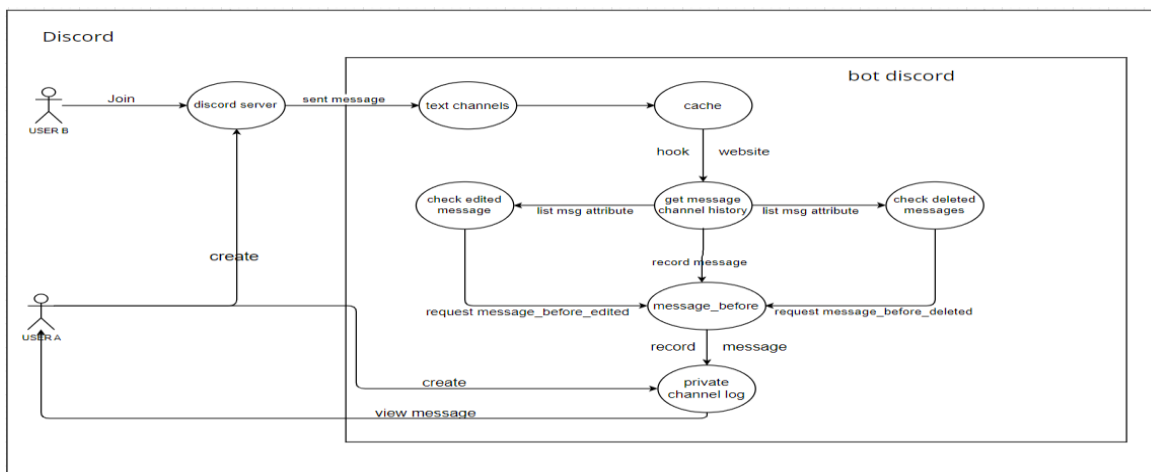 Discord
bot discord
Join
discord server
sent message
text channels
cache
USER B
hook website
check edited
message
list msg attribute
get message
channel history
list msg attribute
check deleted
messages
create
record message
request message_before_edited
message_before
request message_before_deleted
USER A
record message
create
private
channel log
view message